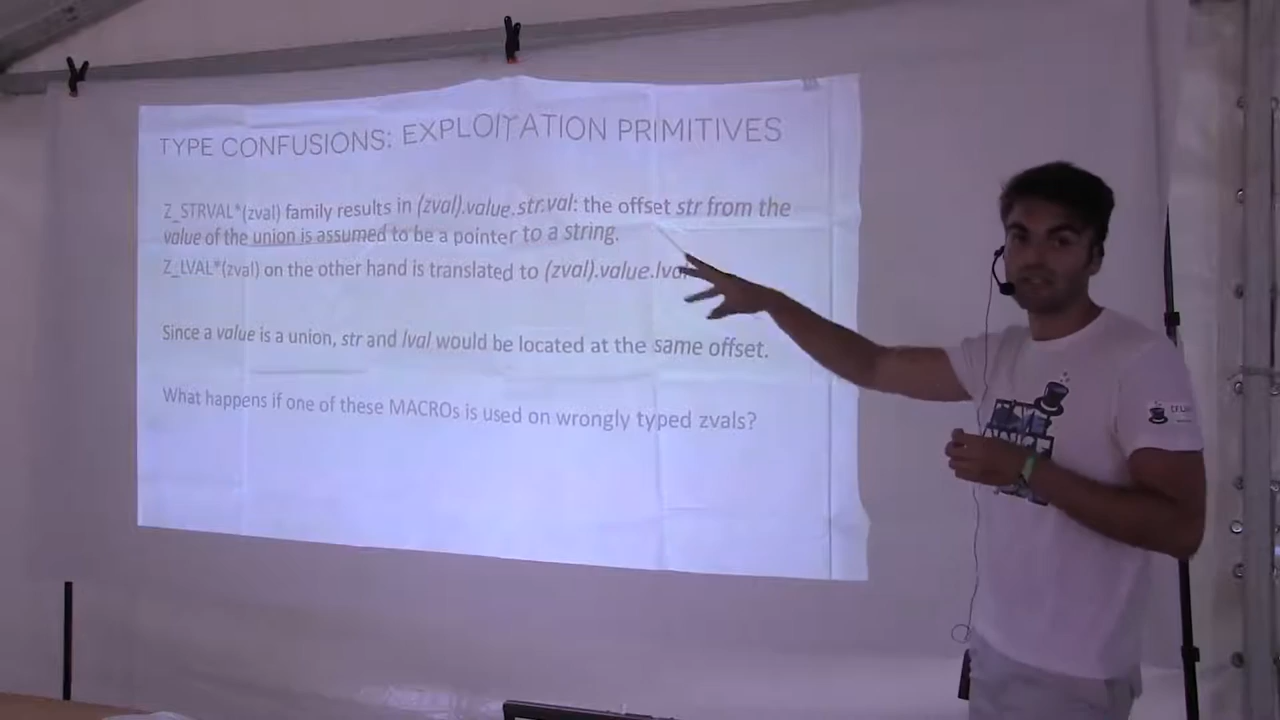 TYPE CONFUSIONS: EXPLOITATION PRIMITIVES
Z_STRVAL*(zval) family results in (zval).value.str.val: the offset str from the
value of the union is assumed to be a pointer to a string.
Z_LVAL*(zval) on the other hand is translated to (zval).value.lval
Since a value is a union, str and lval would be located at the same offset.
What happens if one of these MACROs is used on wrongly typed zvals?